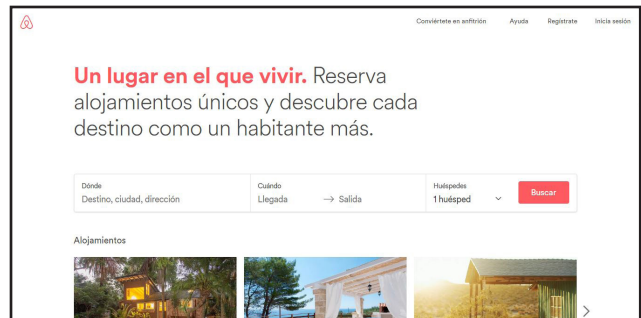 Conviértete en anfitrión Ayuda Regístrate Inicia sesión
Un lugar en el que vivir. Reserva
alojamientos únicos y descubre cada
destino como un habitante más.
Dónde Cuándo Huéspedes
Destino, ciudad, dirección Llegada → Salida 1 huésped Buscar
Alojamientos